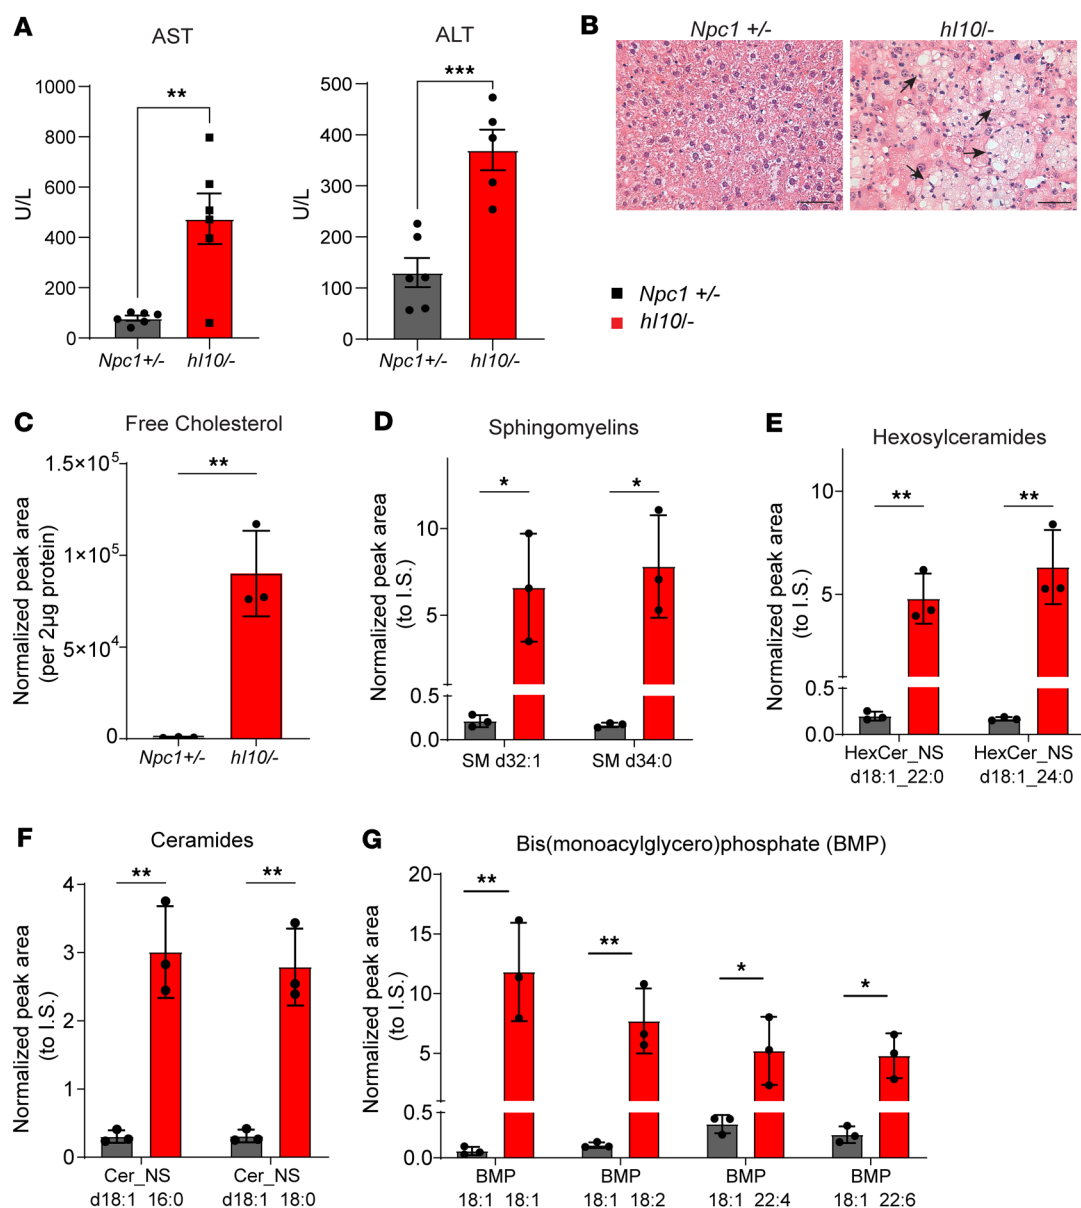 A
AST
U/L
1000
800
600
400
200
0
**
Npc1+/-
hI10/-
ALT
U/L
500
400
300
200
100
0
***
Npc1+/-
hI10/-
B
Npc1 +/-
hI10/-
Npc1 +/-
hI10/-
C
Free Cholesterol
Normalized peak area
(per 2µg protein)
1.5×10⁵
1×10⁵
5×10⁴
0
**
Npc1+/-
hI10/-
D
Sphingomyelins
Normalized peak area
(to I.S.)
10
5
0.5
0.0
*
*
SM d32:1
SM d34:0
E
Hexosylceramides
Normalized peak area
(to I.S.)
10
5
0.5
0.0
**
**
HexCer_NS
d18:1_22:0
HexCer_NS
d18:1_24:0
F
Ceramides
Normalized peak area
(to I.S.)
4
3
2
1
0
**
**
Cer_NS
d18:1 16:0
Cer_NS
d18:1 18:0
G
Bis(monoacylglycero)phosphate (BMP)
Normalized peak area
(to I.S.)
20
15
10
5
0.5
0.0
**
**
*
*
BMP
18:1 18:1
BMP
18:1 18:2
BMP
18:1 22:4
BMP
18:1 22:6